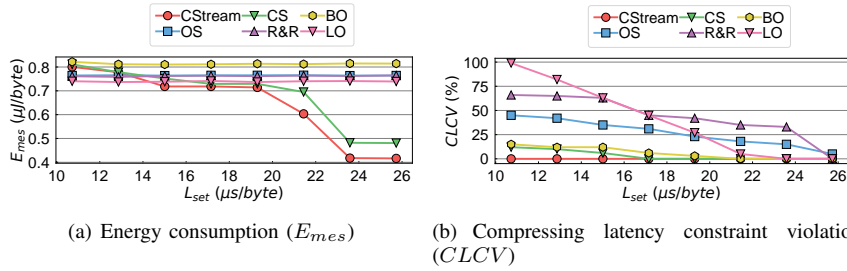 CStream CS BO
OS R&R LO
0.8
0.7
0.6
0.5
0.4
E_mes (μJ/byte)
10 12 14 16 18 20 22 24 26
L_set (μs/byte)
(a) Energy consumption (E_mes)
CStream CS BO
OS R&R LO
100
75
50
25
0
CLCV (%)
10 12 14 16 18 20 22 24 26
L_set (μs/byte)
(b) Compressing latency constraint violation
(CLCV)